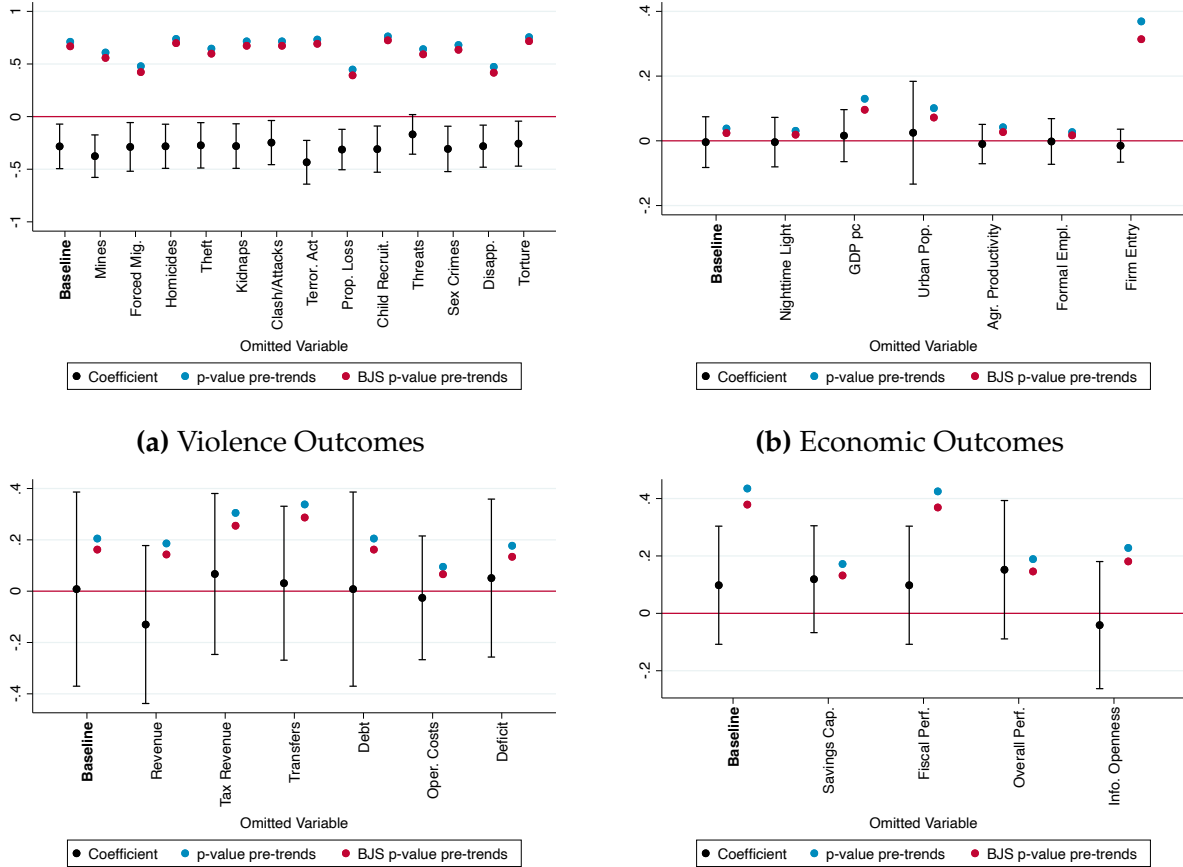 1
.5
0
-.5
-1
Baseline
Mines
Forced Mig.
Homicides
Theft
Kidnaps
Clash/Attacks
Terror. Act
Prop. Loss
Child Recruit.
Threats
Sex Crimes
Disapp.
Torture
Omitted Variable
Coefficient p-value pre-trends BJS p-value pre-trends
(a) Violence Outcomes
.4
.2
0
-.2
Baseline
Nighttime Light
GDP pc
Urban Pop.
Agr. Productivity
Formal Empl.
Firm Entry
Omitted Variable
Coefficient p-value pre-trends BJS p-value pre-trends
(b) Economic Outcomes
.4
.2
0
-.2
-.4
Baseline
Revenue
Tax Revenue
Transfers
Debt
Oper. Costs
Deficit
Omitted Variable
Coefficient p-value pre-trends BJS p-value pre-trends
.4
.2
0
-.2
Baseline
Savings Cap.
Fiscal Perf.
Overall Perf.
Info. Openness
Omitted Variable
Coefficient p-value pre-trends BJS p-value pre-trends